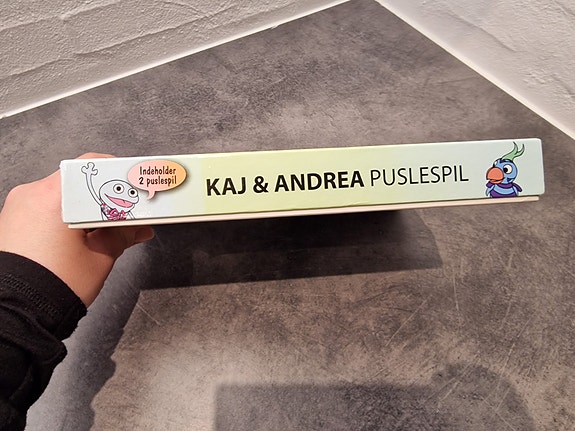 Indeholder
2 puslespil
KAJ & ANDREA PUSLESPIL